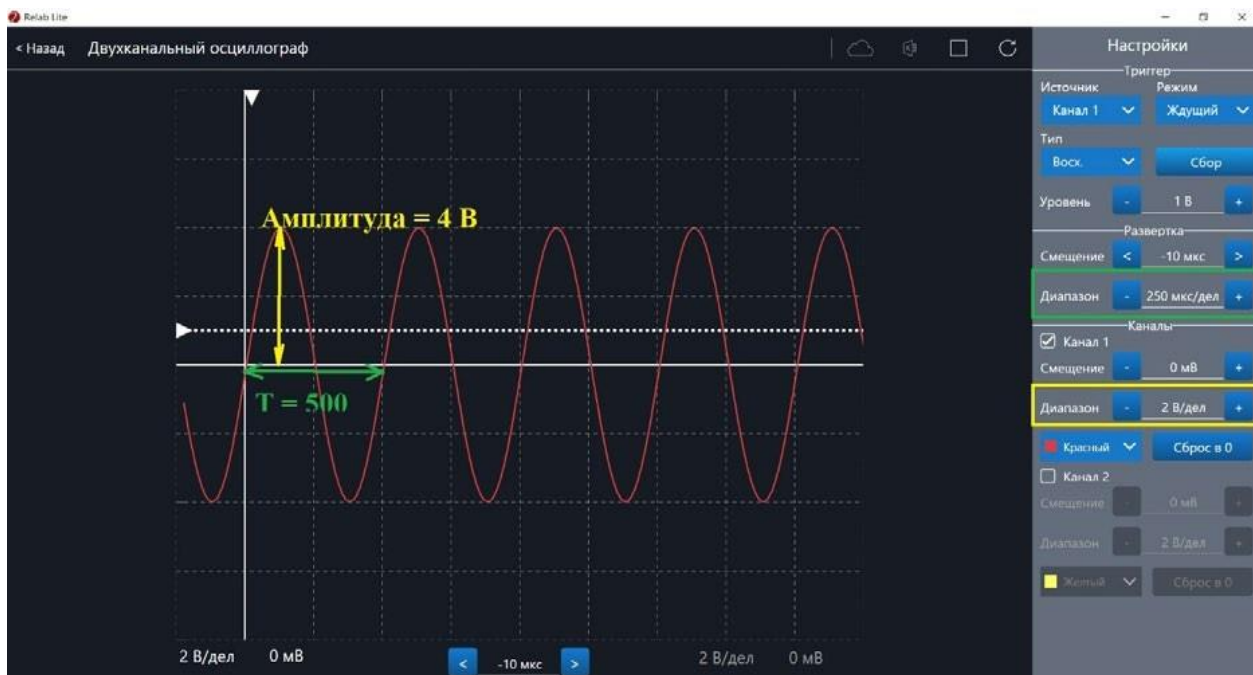 Relab Lite
< Назад Двухканальный осциллограф
Настройки
Триггер
Источник Режим
Канал 1 Ждущий
Тип
Восх. Сбор
Уровень - 1 В +
Развертка
Смещение < -10 мкс >
Диапазон - 250 мкс/дел +
Каналы
Канал 1
Смещение - 0 мВ +
Диапазон - 2 В/дел +
Красный Сброс в 0
Канал 2
Смещение - 0 мВ +
Диапазон - 2 В/дел +
Желтый Сброс в 0
Амплитуда = 4 В
T = 500
2 В/дел 0 мВ < -10 мкс > 2 В/дел 0 мВ